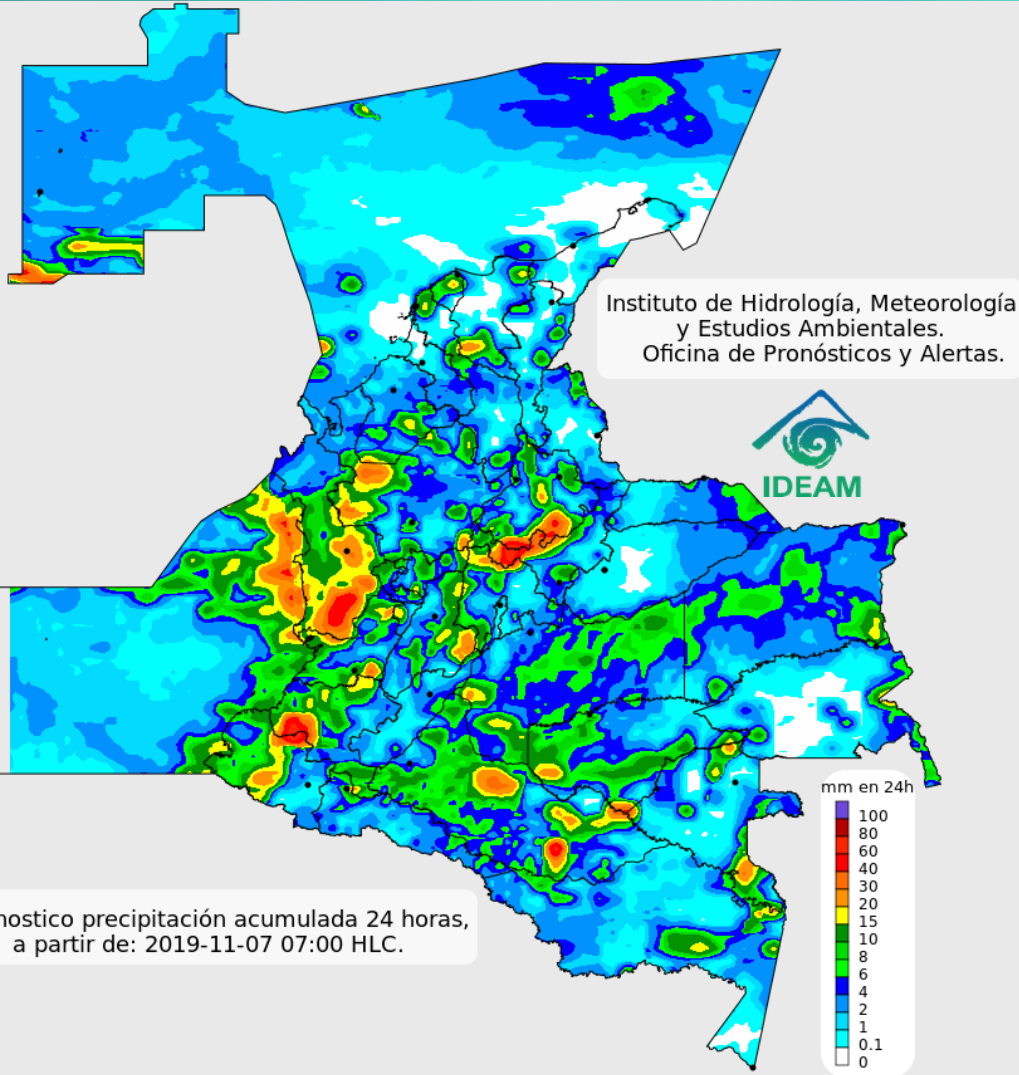 Instituto de Hidrología, Meteorología
y Estudios Ambientales.
Oficina de Pronósticos y Alertas.
IDEAM
mm en 24h
100
80
60
40
30
20
15
10
8
6
4
2
1
0.1
0
precipitación acumulada 24 horas,
a partir de: 2019-11-07 07:00 HLC.